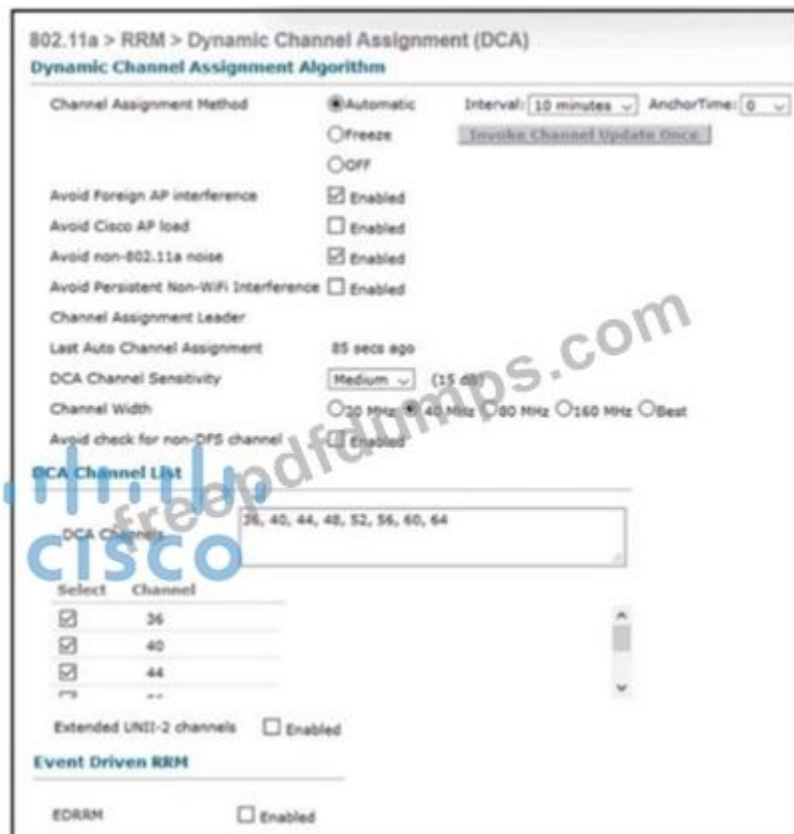 802.11a > RRM > Dynamic Channel Assignment (DCA)
Dynamic Channel Assignment Algorithm
Channel Assignment Method Automatic Interval: 10 minutes AnchorTime: 0
Freeze Invoke Channel Update Once
OFF
Avoid Foreign AP interference Enabled
Avoid Cisco AP load Enabled
Avoid non-802.11a noise Enabled
Avoid Persistent Non-WiFi Interference Enabled
Channel Assignment Leader
Last Auto Channel Assignment 85 secs ago
DCA Channel Sensitivity Medium (15 dB)
Channel Width 20 MHz 40 MHz 80 MHz 160 MHz Best
Avoid check for non-DFS channel Enabled
DCA Channel List
DCA Channels 36, 40, 44, 48, 52, 56, 60, 64
Select Channel
36
40
44
Extended UNII-2 channels Enabled
Event Driven RRM
EDRRM Enabled
freepdfdumps.com
CISCO